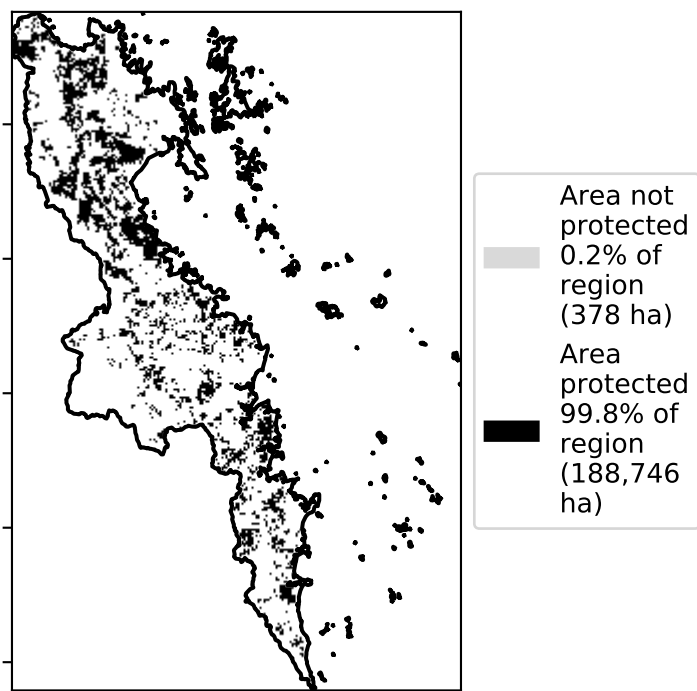 Area not
protected
0.2% of
region
(378 ha)
Area
protected
99.8% of
region
(188,746
ha)